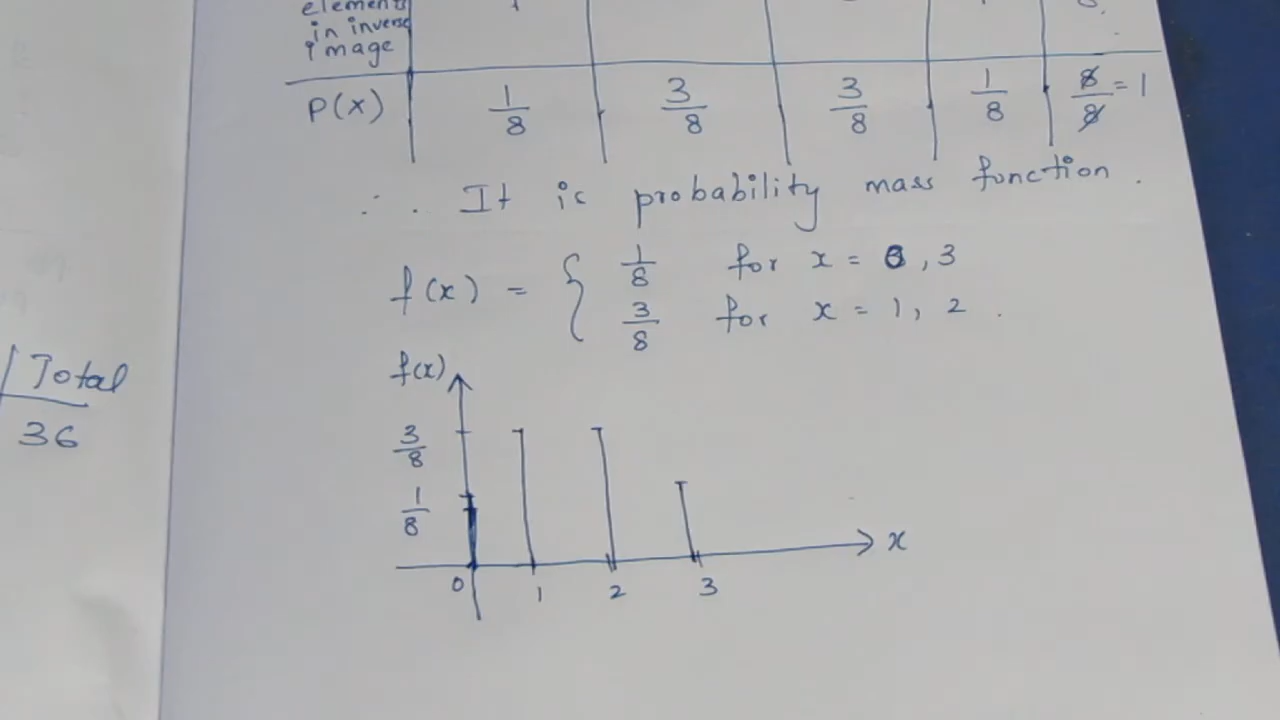 elements
in inverse
image
P(x) 1/8 3/8 3/8 1/8 8/8 = 1
∴ It is probability mass function.
f(x) = { 1/8 for x = 0, 3
3/8 for x = 1, 2.
f(x)
3/8
1/8
x
0 1 2 3
Total
36